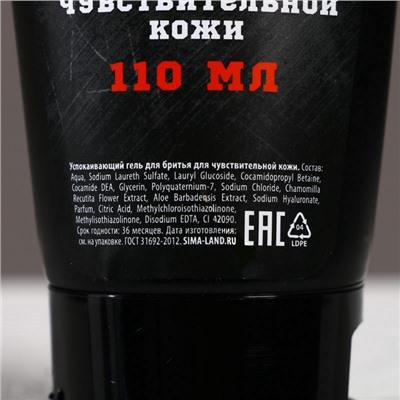 ЧУВСТВИТЕЛЬНОЙ
КОЖИ
110 МЛ
Успокаивающий гель для бритья для чувствительной кожи. Состав:
Aqua, Sodium Laureth Sulfate, Lauryl Glucoside, Cocamidopropyl Betaine,
Cocamide DEA, Glycerin, Polyquaternium-7, Sodium Chloride, Chamomilla
Recutita Flower Extract, Aloe Barbadensis Extract, Sodium Hyaluronate,
Parfum, Citric Acid, Methylchloroisothiazolinone,
Methylisothiazolinone, Disodium EDTA, CI 42090.
Срок годности: 36 месяцев. Дата изготовления
см. на упаковке. ГОСТ 31692-2012. SIMA-LAND.RU
EAC
04
LDPE